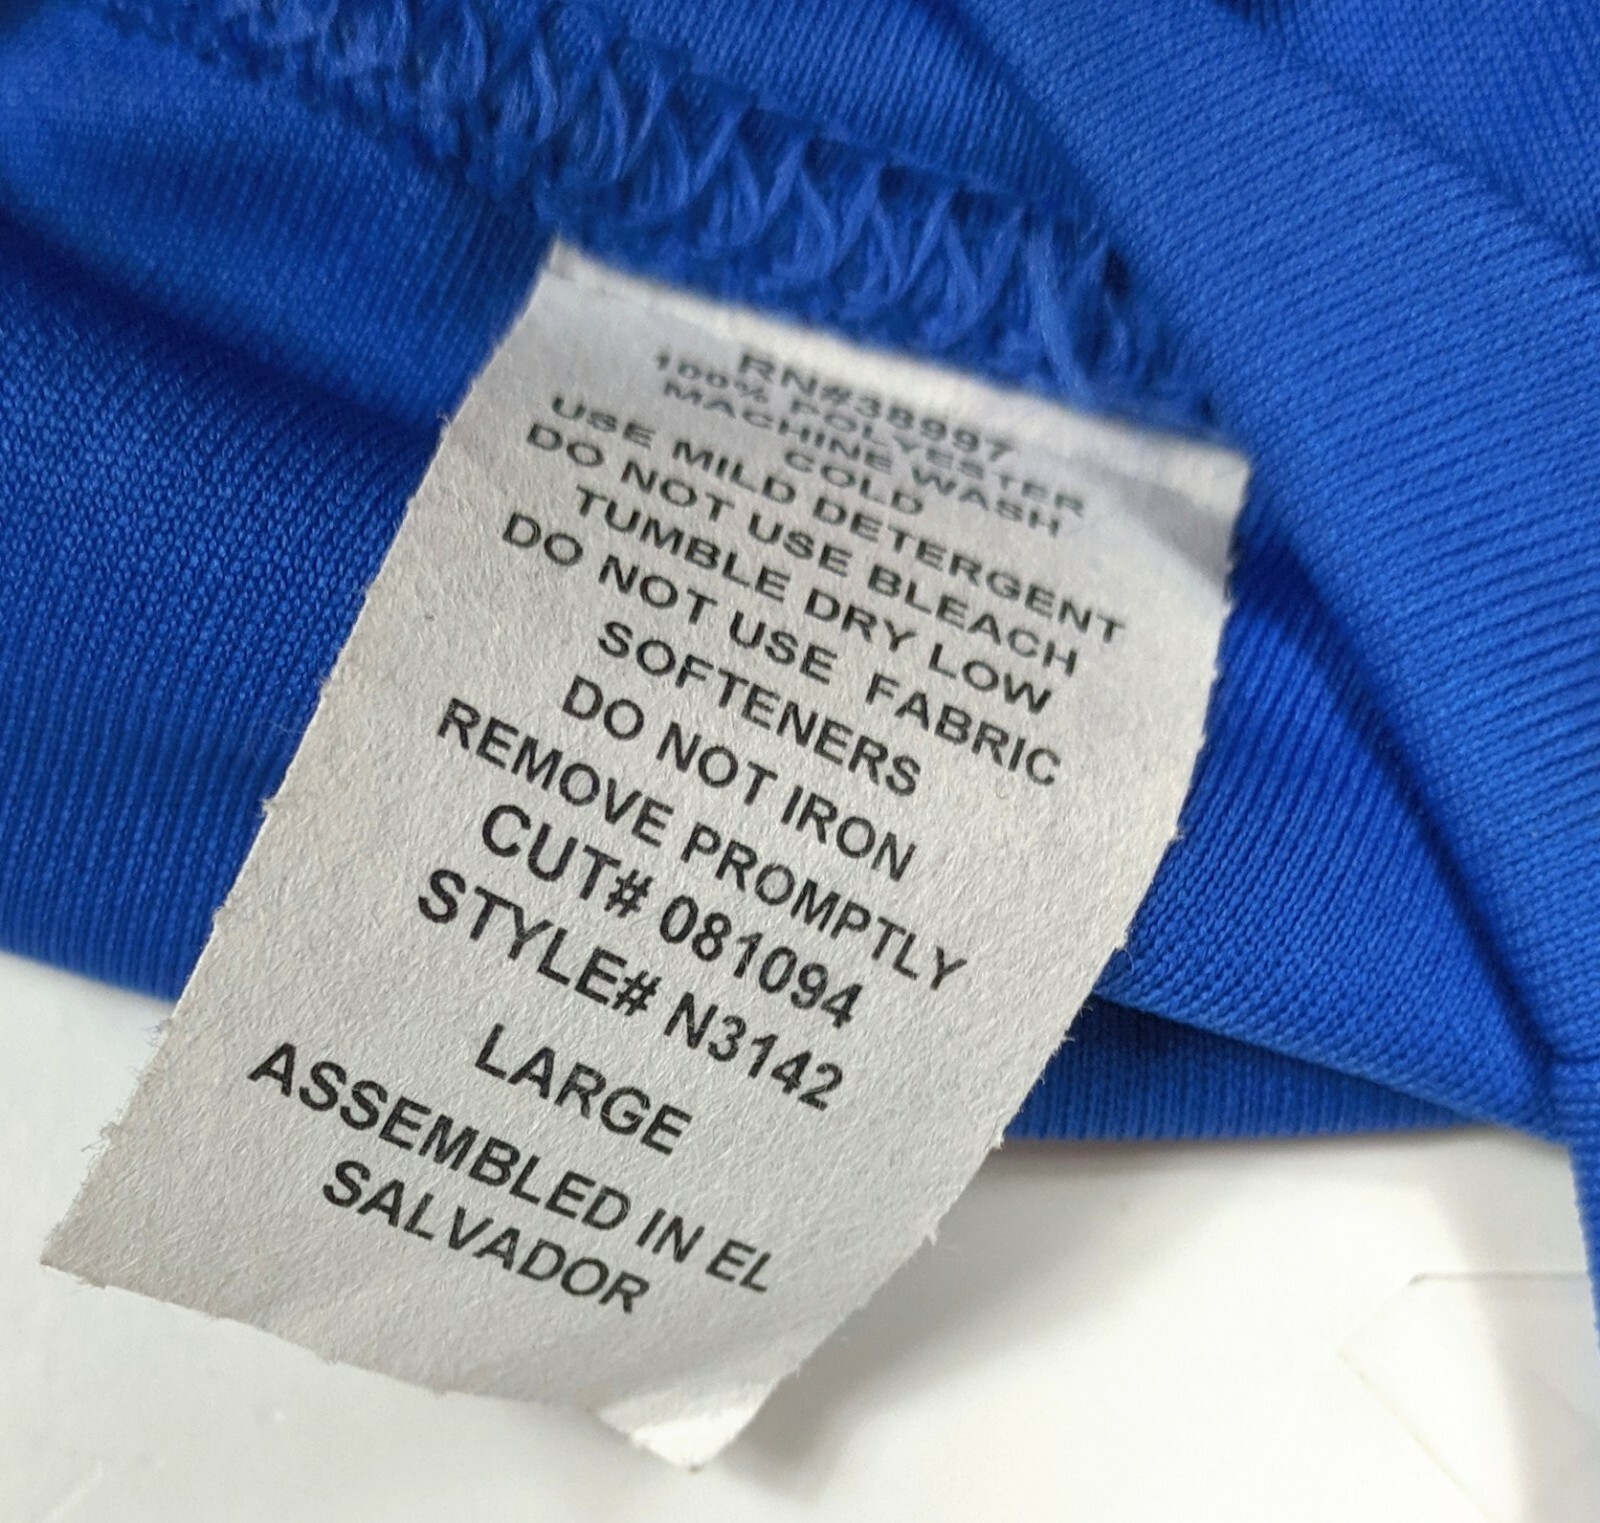 RN#38997
100% POLYESTER
MACHINE WASH
COLD
USE MILD DETERGENT
DO NOT USE BLEACH
TUMBLE DRY LOW
DO NOT USE FABRIC
SOFTENERS
DO NOT IRON
REMOVE PROMPTLY
CUT# 081094
STYLE# N3142
LARGE
ASSEMBLED IN EL
SALVADOR